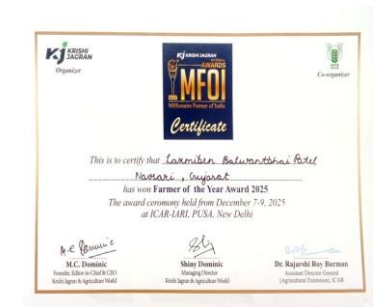 KJ KRISHI JAGRAN
Organizer
KRISHI JAGRAN
AWARDS
MFOI
Millionaire Farmer of India
Certificate
Co-organizer
This is to certify that Laxmiben Balwantbhai Patel
Navsari, Gujarat
has won Farmer of the Year Award 2025
The award ceremony held from December 7-9, 2025
at ICAR-IARI, PUSA, New Delhi
M.C. Dominic
Founder, Editor-in-Chief & CEO
Krishi Jagran & Agriculture World
Shiny Dominic
Managing Director
Krishi Jagran & Agriculture World
Dr. Rajarshi Roy Burman
Assistant Director General
(Agricultural Extension), ICAR